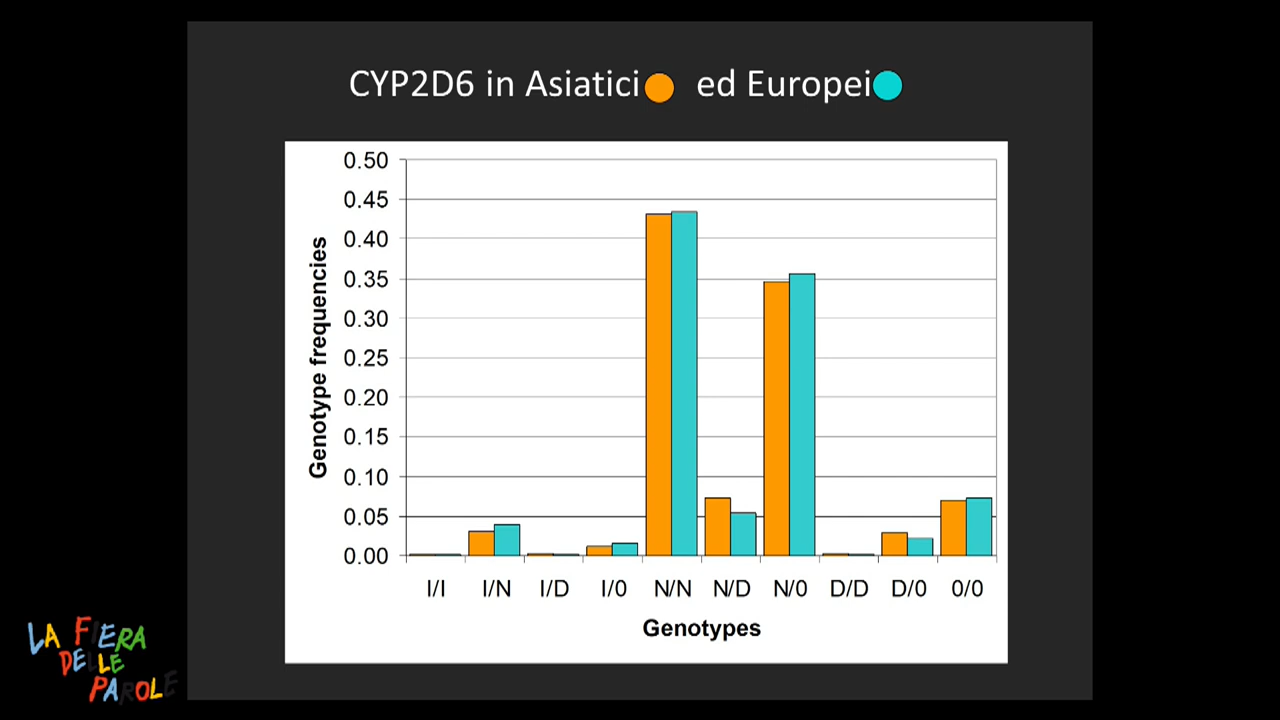 CYP2D6 in Asiatici ed Europei
0.50
0.45
0.40
0.35
0.30
0.25
0.20
0.15
0.10
0.05
0.00
Genotype frequencies
I/I I/N I/D I/0 N/N N/D N/0 D/D D/0 0/0
Genotypes
LA FIERA
DELLE
PAROLE